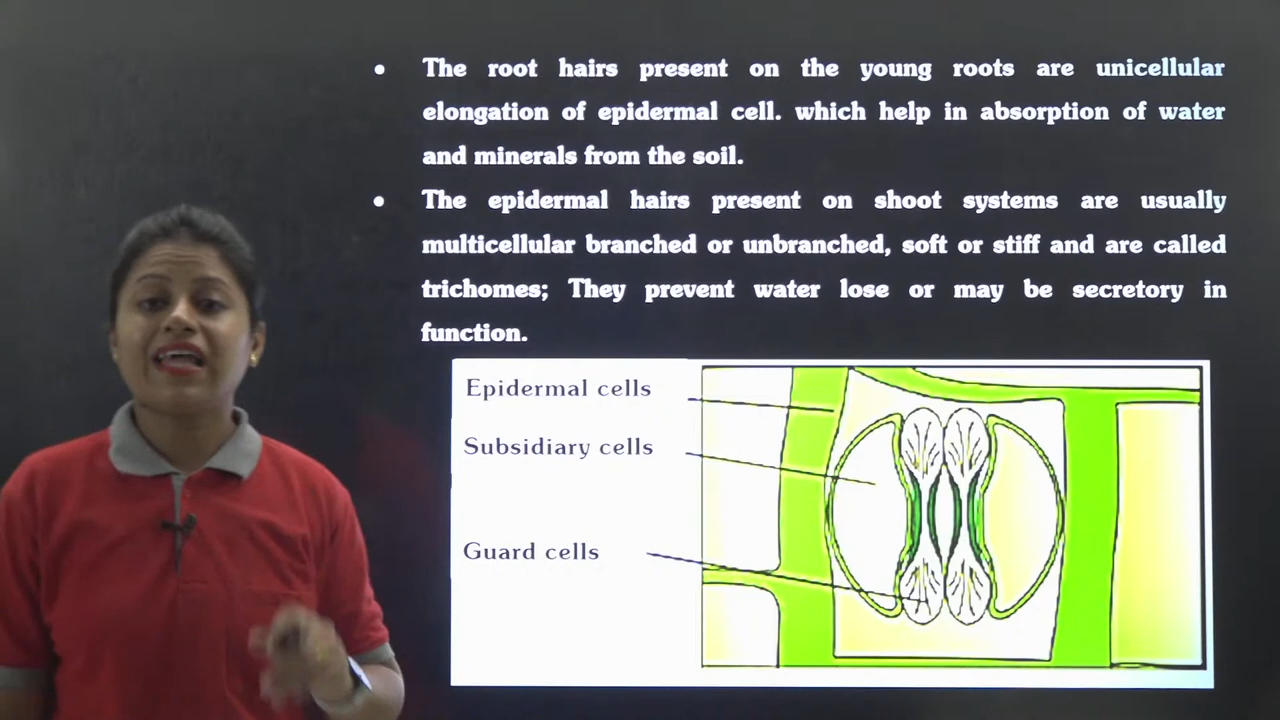 • The root hairs present on the young roots are unicellular
elongation of epidermal cell. which help in absorption of water
and minerals from the soil.
• The epidermal hairs present on shoot systems are usually
multicellular branched or unbranched, soft or stiff and are called
trichomes; They prevent water lose or may be secretory in
function.
Epidermal cells
Subsidiary cells
Guard cells